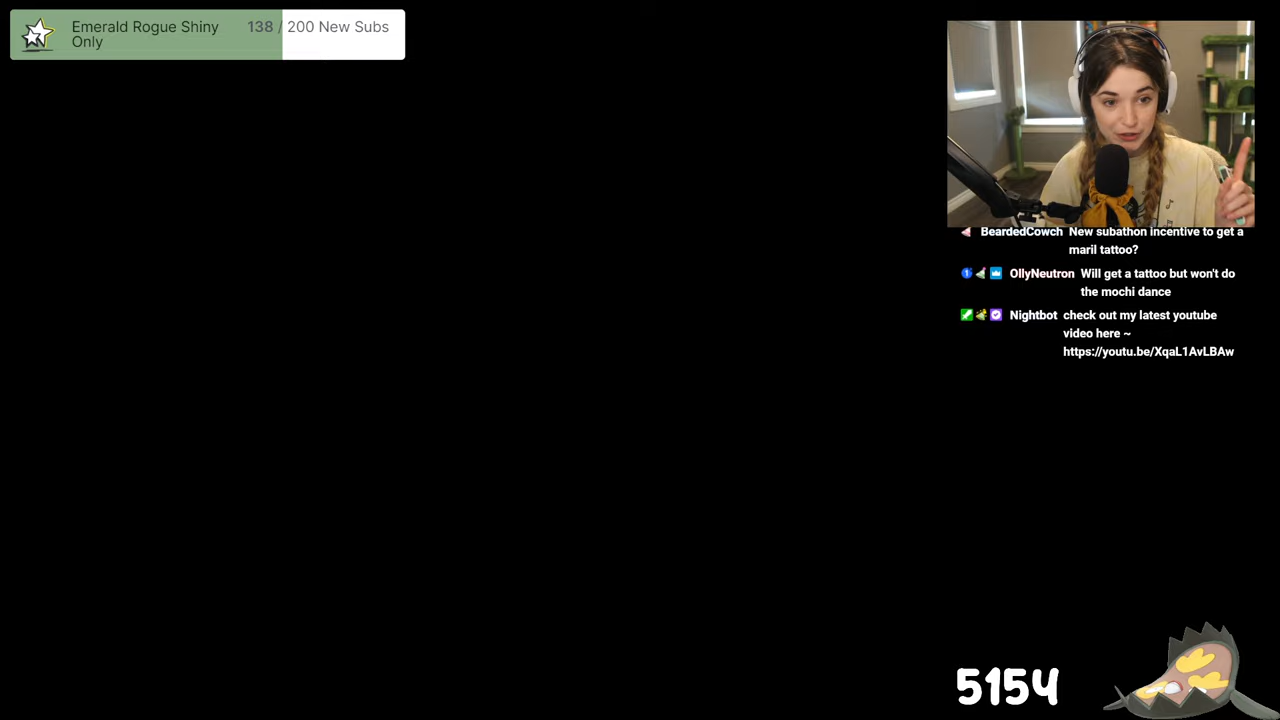 Emerald Rogue Shiny
Only
138 / 200 New Subs
BeardedCowch New subathon incentive to get a
maril tattoo?
OllyNeutron Will get a tattoo but won't do
the mochi dance
Nightbot check out my latest youtube
video here ~
https://youtu.be/XqaL1AvLBAw
5154